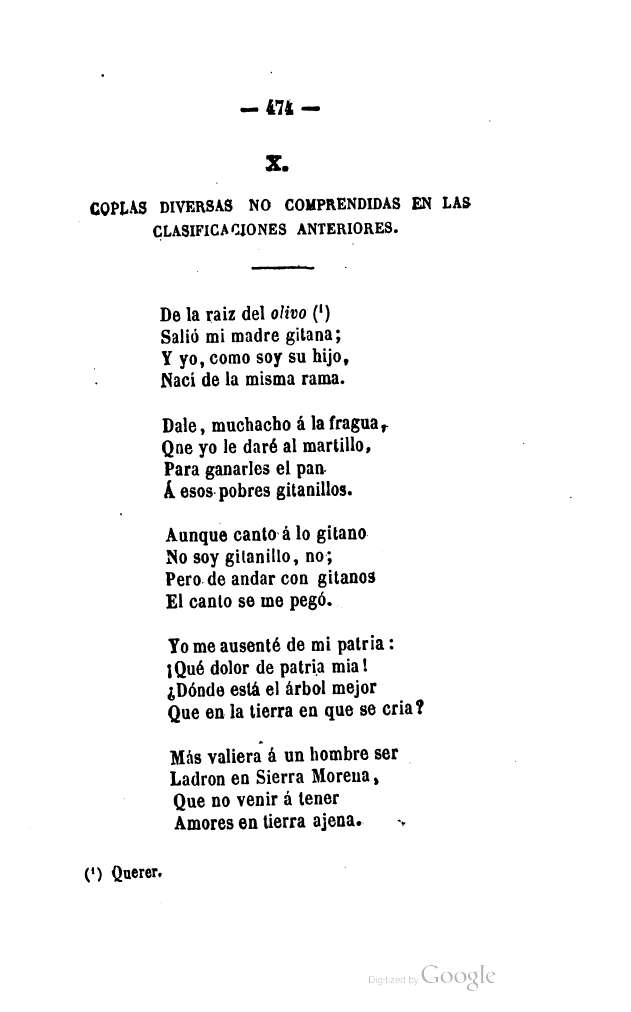 — 474 —
X.
COPLAS DIVERSAS NO COMPRENDIDAS EN LAS
CLASIFICACIONES ANTERIORES.
De la raiz del olivo (¹)
Salió mi madre gitana;
Y yo, como soy su hijo,
Nací de la misma rama.
Dale, muchacho á la fragua,
Qne yo le daré al martillo,
Para ganarles el pan
Á esos pobres gitanillos.
Aunque canto á lo gitano
No soy gitanillo, no;
Pero de andar con gitanos
El canto se me pegó.
Yo me ausenté de mi patria:
¡Qué dolor de patria mia!
¿Dónde está el árbol mejor
Que en la tierra en que se cria?
Más valiera á un hombre ser
Ladron en Sierra Morena,
Que no venir á tener
Amores en tierra ajena.
(¹) Querer.
Digitized by Google